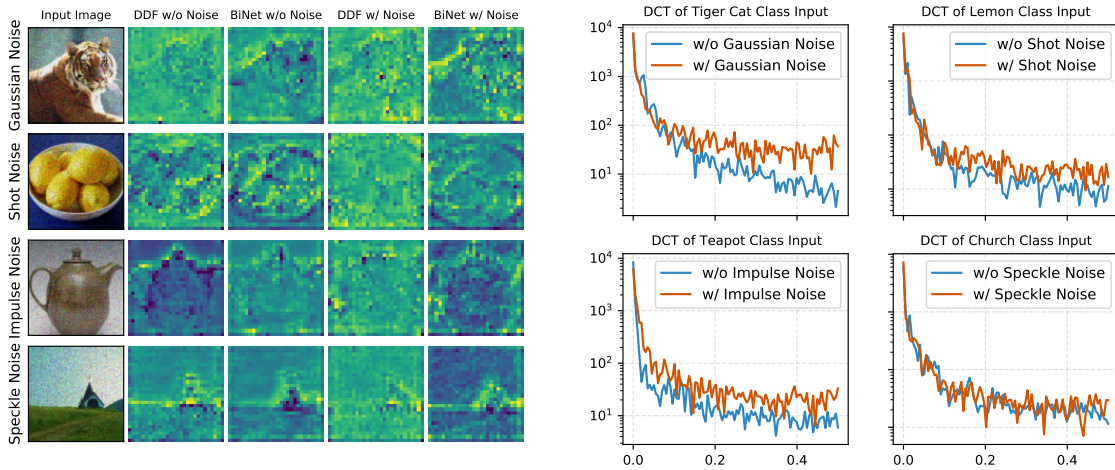 Input Image DDF w/o Noise BiNet w/o Noise DDF w/ Noise BiNet w/ Noise
Gaussian Noise
Shot Noise
Impulse Noise
Speckle Noise
DCT of Tiger Cat Class Input
w/o Gaussian Noise
w/ Gaussian Noise
10^4
10^3
10^2
10^1
DCT of Lemon Class Input
w/o Shot Noise
w/ Shot Noise
DCT of Teapot Class Input
w/o Impulse Noise
w/ Impulse Noise
10^4
10^3
10^2
10^1
0.0 0.2 0.4
DCT of Church Class Input
w/o Speckle Noise
w/ Speckle Noise
0.0 0.2 0.4